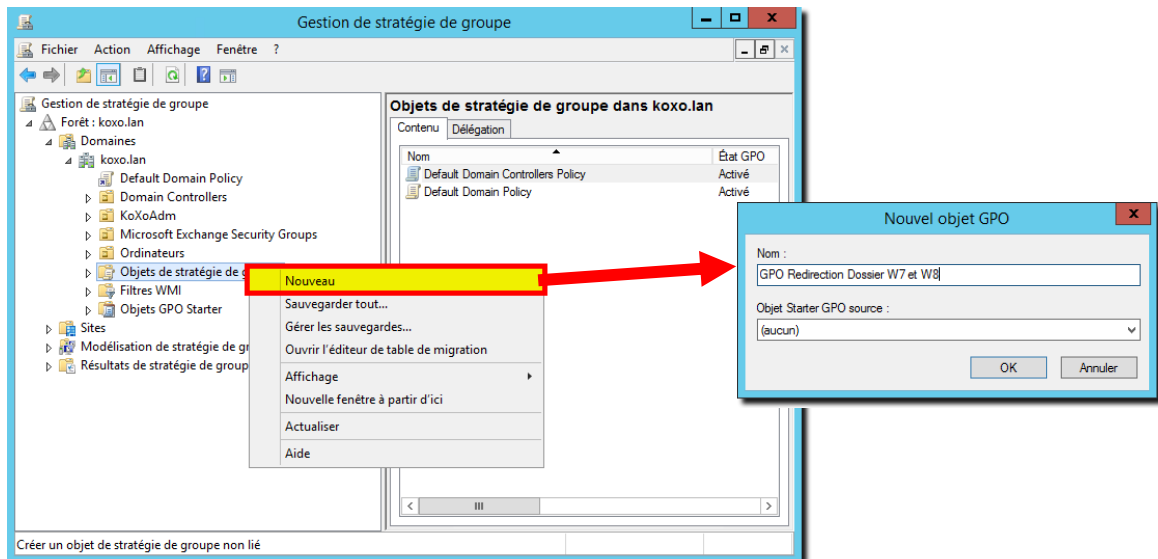 Gestion de stratégie de groupe
Fichier Action Affichage Fenêtre ?
Gestion de stratégie de groupe
Forêt : koxo.lan
Domaines
koxo.lan
Default Domain Policy
Domain Controllers
KoXoAdm
Microsoft Exchange Security Groups
Ordinateurs
Objets de stratégie de g
Filtres WMI
Objets GPO Starter
Sites
Modélisation de stratégie de gr
Résultats de stratégie de group
Nouveau
Sauvegarder tout...
Gérer les sauvegardes...
Ouvrir l'éditeur de table de migration
Affichage
Nouvelle fenêtre à partir d'ici
Actualiser
Aide
Objets de stratégie de groupe dans koxo.lan
Contenu Délégation
Nom État GPO
Default Domain Controllers Policy Activé
Default Domain Policy Activé
Nouvel objet GPO
Nom :
GPO Redirection Dossier W7 et W8
Objet Starter GPO source :
(aucun)
OK Annuler
Créer un objet de stratégie de groupe non lié